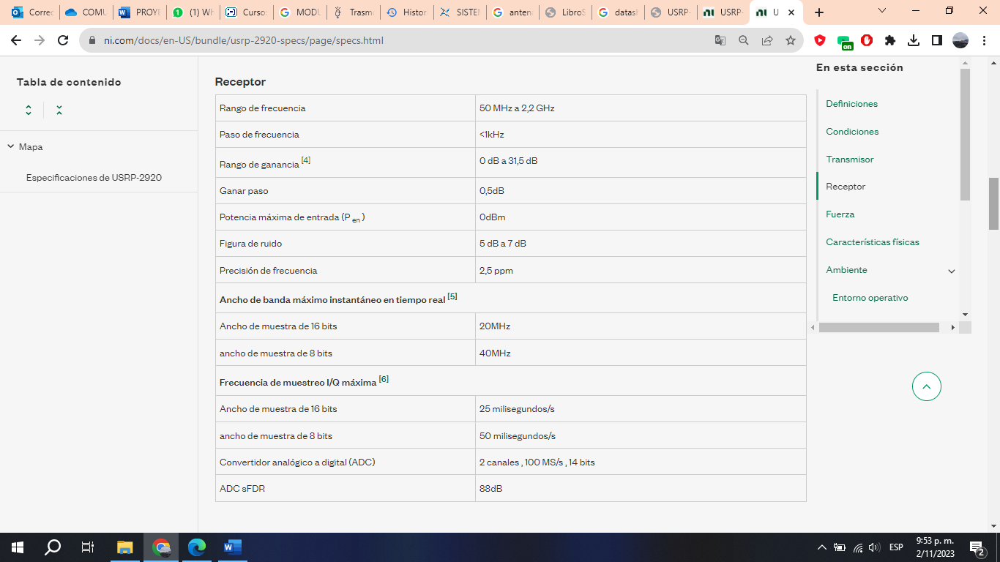 Correc
COMU
PROYE
(1) Wh
Curso:
MODU
Trasmo
Histor
SISTEM
anten
LibroS
datash
USRP-
USRP-
U
ni.com/docs/en-US/bundle/usrp-2920-specs/page/specs.html
on
Tabla de contenido
Mapa
Especificaciones de USRP-2920
Receptor
Rango de frecuencia 50 MHz a 2,2 GHz
Paso de frecuencia <1kHz
Rango de ganancia [4] 0 dB a 31,5 dB
Ganar paso 0,5dB
Potencia máxima de entrada (P en ) 0dBm
Figura de ruido 5 dB a 7 dB
Precisión de frecuencia 2,5 ppm
Ancho de banda máximo instantáneo en tiempo real [5]
Ancho de muestra de 16 bits 20MHz
ancho de muestra de 8 bits 40MHz
Frecuencia de muestreo I/Q máxima [6]
Ancho de muestra de 16 bits 25 milisegundos/s
ancho de muestra de 8 bits 50 milisegundos/s
Convertidor analógico a digital (ADC) 2 canales , 100 MS/s , 14 bits
ADC sFDR 88dB
En esta sección
Definiciones
Condiciones
Transmisor
Receptor
Fuerza
Características físicas
Ambiente
Entorno operativo
ESP
9:53 p. m.
2/11/2023
2